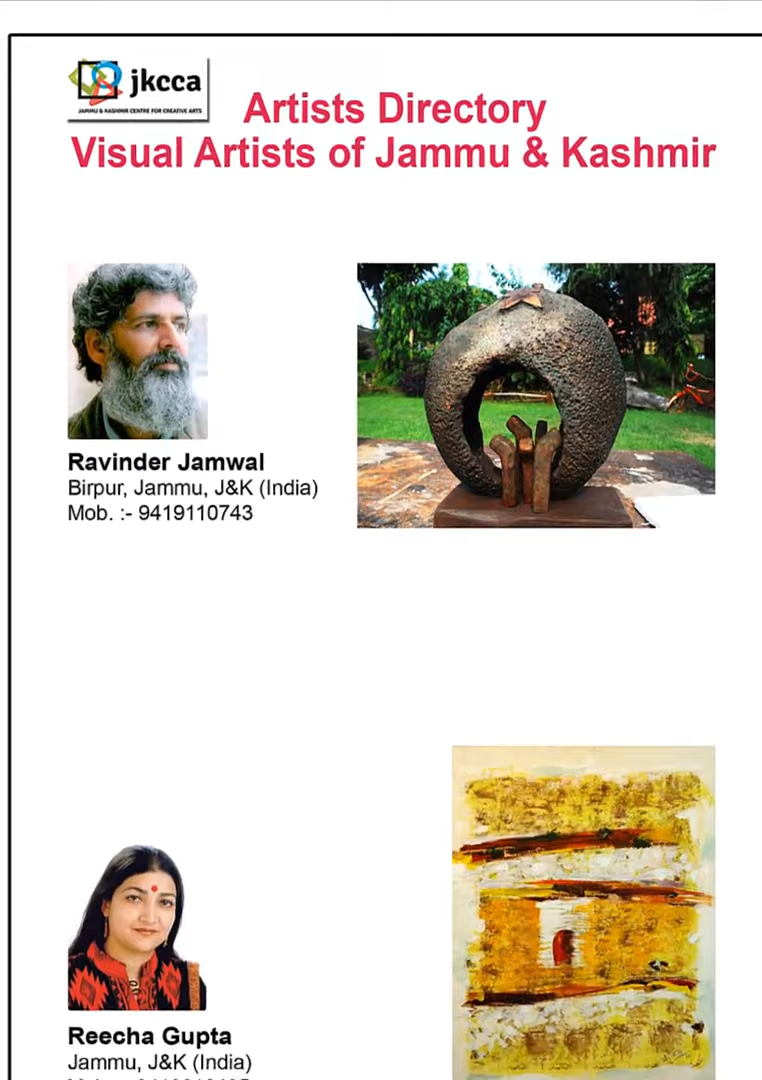 jkcca
JAMMU & KASHMIR CENTRE FOR CREATIVE ARTS
Artists Directory
Visual Artists of Jammu & Kashmir
Ravinder Jamwal
Birpur, Jammu, J&K (India)
Mob. :- 9419110743
Reecha Gupta
Jammu, J&K (India)